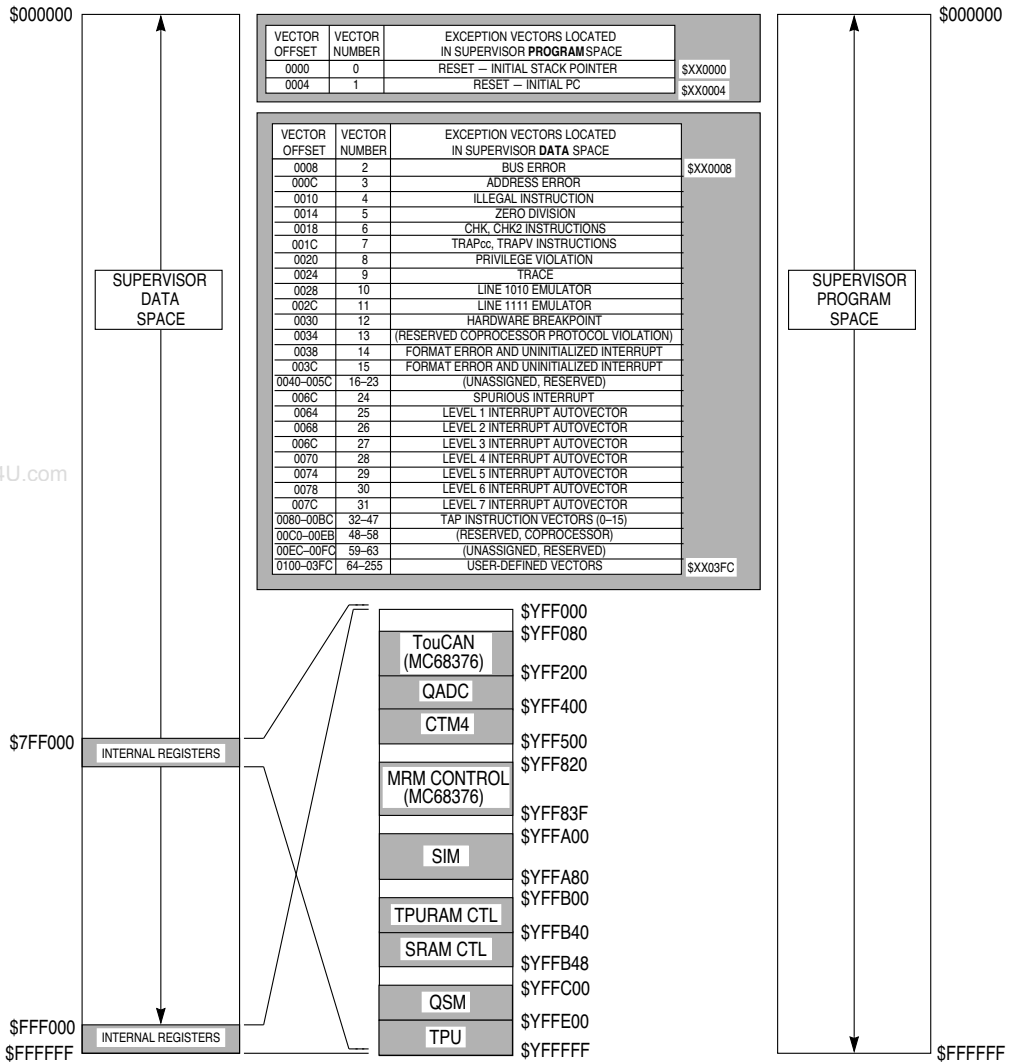 $000000
$000000
VECTOR OFFSET VECTOR NUMBER EXCEPTION VECTORS LOCATED IN SUPERVISOR PROGRAM SPACE
0000 0 RESET — INITIAL STACK POINTER $XX0000
0004 1 RESET — INITIAL PC $XX0004
VECTOR OFFSET VECTOR NUMBER EXCEPTION VECTORS LOCATED IN SUPERVISOR DATA SPACE
0008 2 BUS ERROR $XX0008
000C 3 ADDRESS ERROR
0010 4 ILLEGAL INSTRUCTION
0014 5 ZERO DIVISION
0018 6 CHK, CHK2 INSTRUCTIONS
001C 7 TRAPcc, TRAPV INSTRUCTIONS
0020 8 PRIVILEGE VIOLATION
0024 9 TRACE
0028 10 LINE 1010 EMULATOR
002C 11 LINE 1111 EMULATOR
0030 12 HARDWARE BREAKPOINT
0034 13 (RESERVED COPROCESSOR PROTOCOL VIOLATION)
0038 14 FORMAT ERROR AND UNINITIALIZED INTERRUPT
003C 15 FORMAT ERROR AND UNINITIALIZED INTERRUPT
0040–005C 16–23 (UNASSIGNED, RESERVED)
006C 24 SPURIOUS INTERRUPT
0064 25 LEVEL 1 INTERRUPT AUTOVECTOR
0068 26 LEVEL 2 INTERRUPT AUTOVECTOR
006C 27 LEVEL 3 INTERRUPT AUTOVECTOR
0070 28 LEVEL 4 INTERRUPT AUTOVECTOR
0074 29 LEVEL 5 INTERRUPT AUTOVECTOR
0078 30 LEVEL 6 INTERRUPT AUTOVECTOR
007C 31 LEVEL 7 INTERRUPT AUTOVECTOR
0080–00BC 32–47 TAP INSTRUCTION VECTORS (0–15)
00C0–00EB 48–58 (RESERVED, COPROCESSOR)
00EC–00FC 59–63 (UNASSIGNED, RESERVED)
0100–03FC 64–255 USER-DEFINED VECTORS $XX03FC
SUPERVISOR
DATA
SPACE
SUPERVISOR
PROGRAM
SPACE
4U.com
$YFF000
$YFF080
TouCAN
(MC68376)
$YFF200
QADC
$YFF400
CTM4
$YFF500
$7FF000
INTERNAL REGISTERS
$YFF820
MRM CONTROL
(MC68376)
$YFF83F
$YFFA00
SIM
$YFFA80
$YFFB00
TPURAM CTL
$YFFB40
SRAM CTL
$YFFB48
$YFFC00
QSM
$YFFE00
$FFF000
INTERNAL REGISTERS
TPU
$FFFFFF
$YFFFFF
$FFFFFF